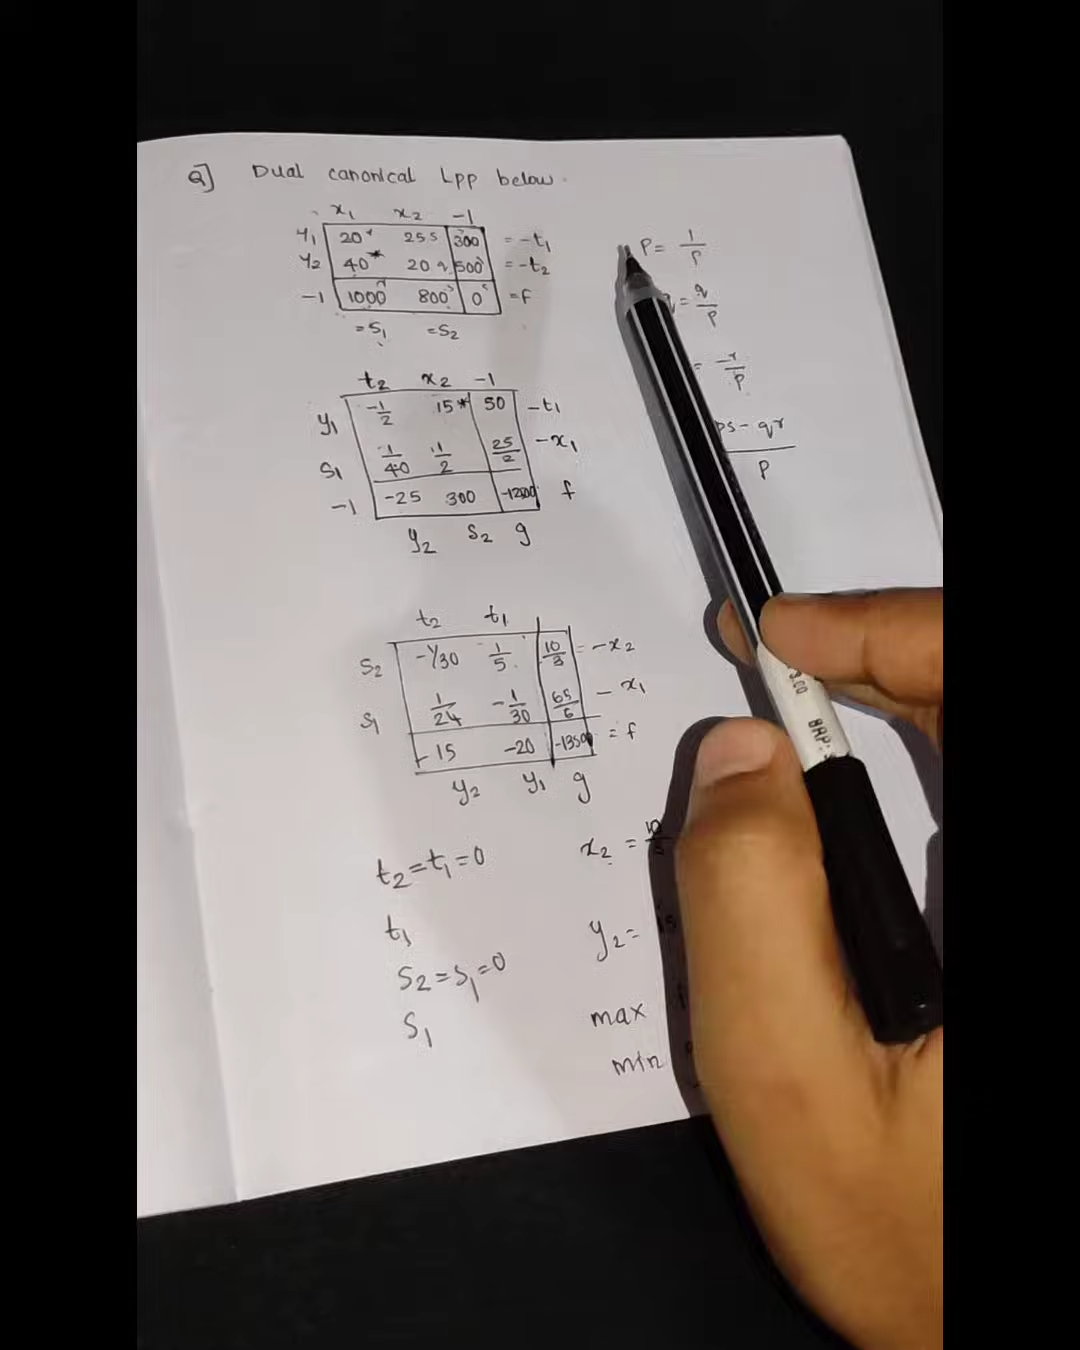 Q] Dual canonical Lpp below.
x1 x2 -1
y1 20 r 25 s 300 s = -t1
y2 40* 20 q 500 = -t2
-1 1000 800 s 0 = f
= S1 = S2
P = 1/P
= q/P
= -r/P
ps - qr / P
t2 x2 -1
y1 -1/2 15* 50 - t1
S1 1/40 1/2 25/2 - x1
-1 -25 300 f
y2 S2 g
t2 t1
S2 -1/30 1/5 10/3 = - x2
S1 1/24 -1/30 65/6 - x1
-15 -20 = f
y2 y1 g
t2 = t1 = 0
x2 = 10
t1
y2 =
S2 = S1 = 0
S1
max
min
3.00